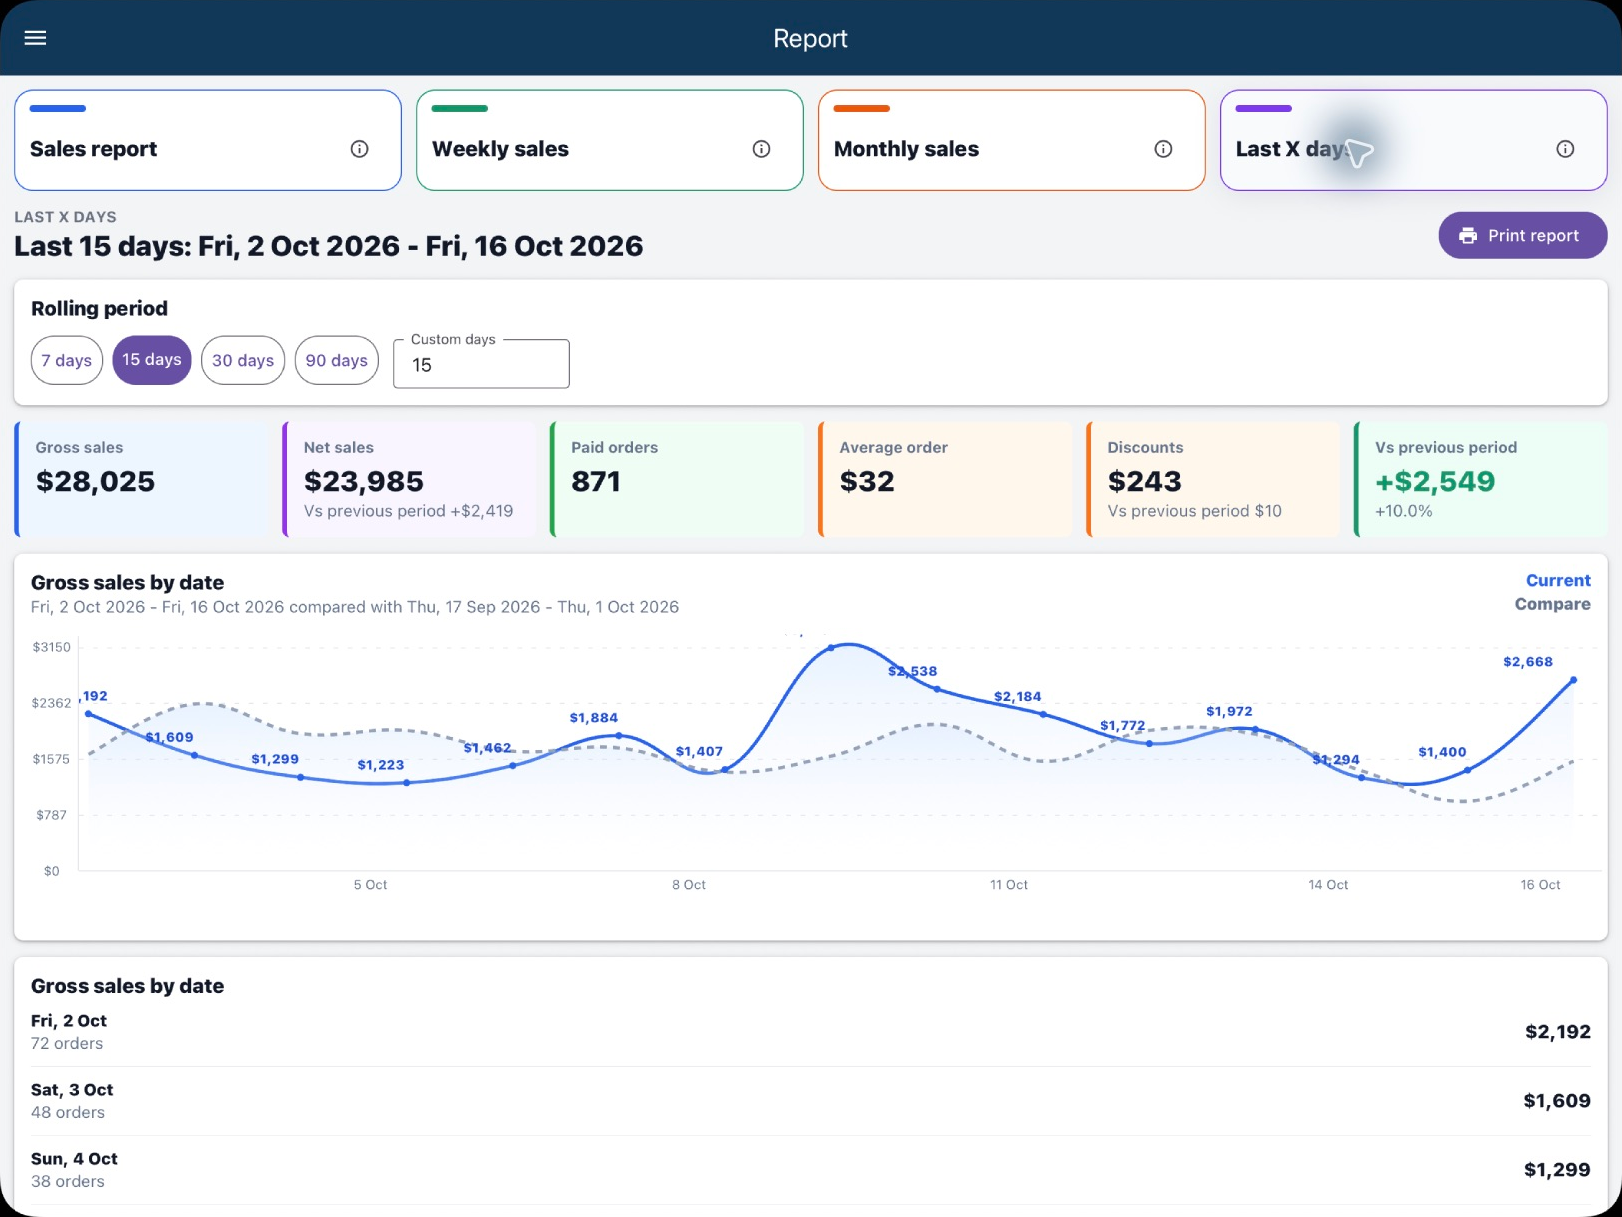 Report
Sales report
Weekly sales
Monthly sales
Last X days
LAST X DAYS
Last 15 days: Fri, 2 Oct 2026 - Fri, 16 Oct 2026
Print report
Rolling period
7 days
15 days
30 days
90 days
Custom days
15
Gross sales
$28,025
Net sales
$23,985
Vs previous period +$2,419
Paid orders
871
Average order
$32
Discounts
$243
Vs previous period $10
Vs previous period
+$2,549
+10.0%
Gross sales by date
Fri, 2 Oct 2026 - Fri, 16 Oct 2026 compared with Thu, 17 Sep 2026 - Thu, 1 Oct 2026
Current
Compare
$3150
$2362
$1575
$787
$0
,192
$1,609
$1,299
$1,223
$1,462
$1,884
$1,407
$2,538
$2,184
$1,772
$1,972
$1,294
$1,400
$2,668
5 Oct
8 Oct
11 Oct
14 Oct
16 Oct
Gross sales by date
Fri, 2 Oct
72 orders
$2,192
Sat, 3 Oct
48 orders
$1,609
Sun, 4 Oct
38 orders
$1,299